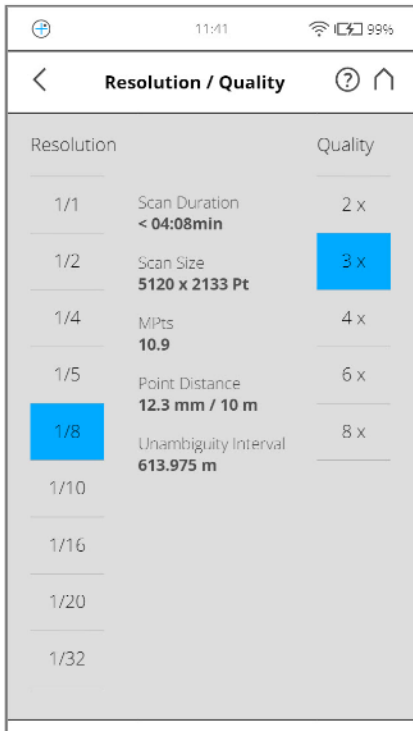 11:41
99%
Resolution / Quality
Resolution
Quality
1/1
1/2
1/4
1/5
1/8
1/10
1/16
1/20
1/32
Scan Duration
< 04:08min
Scan Size
5120 x 2133 Pt
MPts
10.9
Point Distance
12.3 mm / 10 m
Unambiguity Interval
613.975 m
2 x
3 x
4 x
6 x
8 x